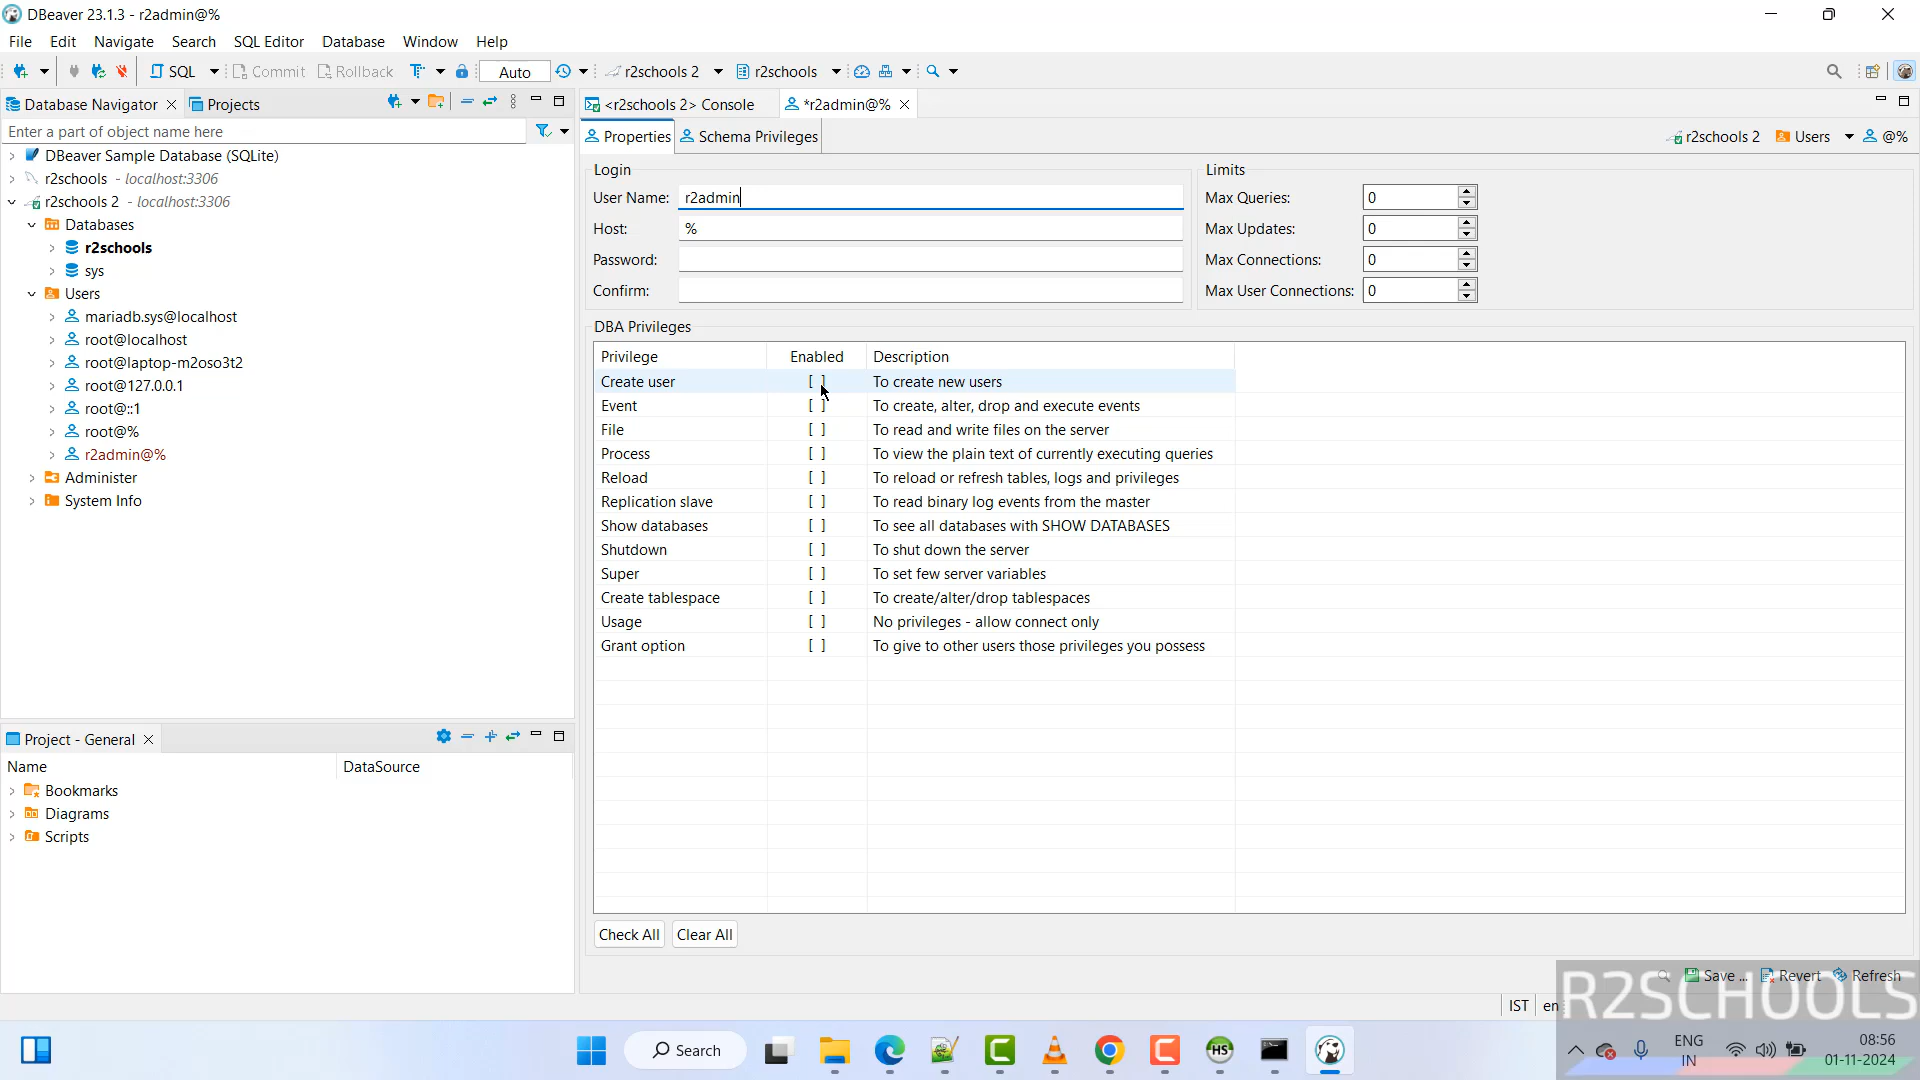 DBeaver 23.1.3 - r2admin@%
File Edit Navigate Search SQL Editor Database Window Help
SQL Commit Rollback Auto r2schools 2 r2schools
Database Navigator Projects
Enter a part of object name here
DBeaver Sample Database (SQLite)
r2schools - localhost:3306
r2schools 2 - localhost:3306
Databases
r2schools
sys
Users
mariadb.sys@localhost
root@localhost
root@laptop-m2oso3t2
root@127.0.0.1
root@::1
root@%
r2admin@%
Administer
System Info
Project - General
Name DataSource
Bookmarks
Diagrams
Scripts
<r2schools 2> Console *r2admin@%
Properties Schema Privileges r2schools 2 Users @%
Login
User Name: r2admin
Host: %
Password:
Confirm:
Limits
Max Queries: 0
Max Updates: 0
Max Connections: 0
Max User Connections: 0
DBA Privileges
Privilege Enabled Description
Create user [ ] To create new users
Event [ ] To create, alter, drop and execute events
File [ ] To read and write files on the server
Process [ ] To view the plain text of currently executing queries
Reload [ ] To reload or refresh tables, logs and privileges
Replication slave [ ] To read binary log events from the master
Show databases [ ] To see all databases with SHOW DATABASES
Shutdown [ ] To shut down the server
Super [ ] To set few server variables
Create tablespace [ ] To create/alter/drop tablespaces
Usage [ ] No privileges - allow connect only
Grant option [ ] To give to other users those privileges you possess
Check All Clear All
Save ... Revert Refresh
IST en
R2SCHOOLS
Search
HS
ENG
IN
08:56
01-11-2024